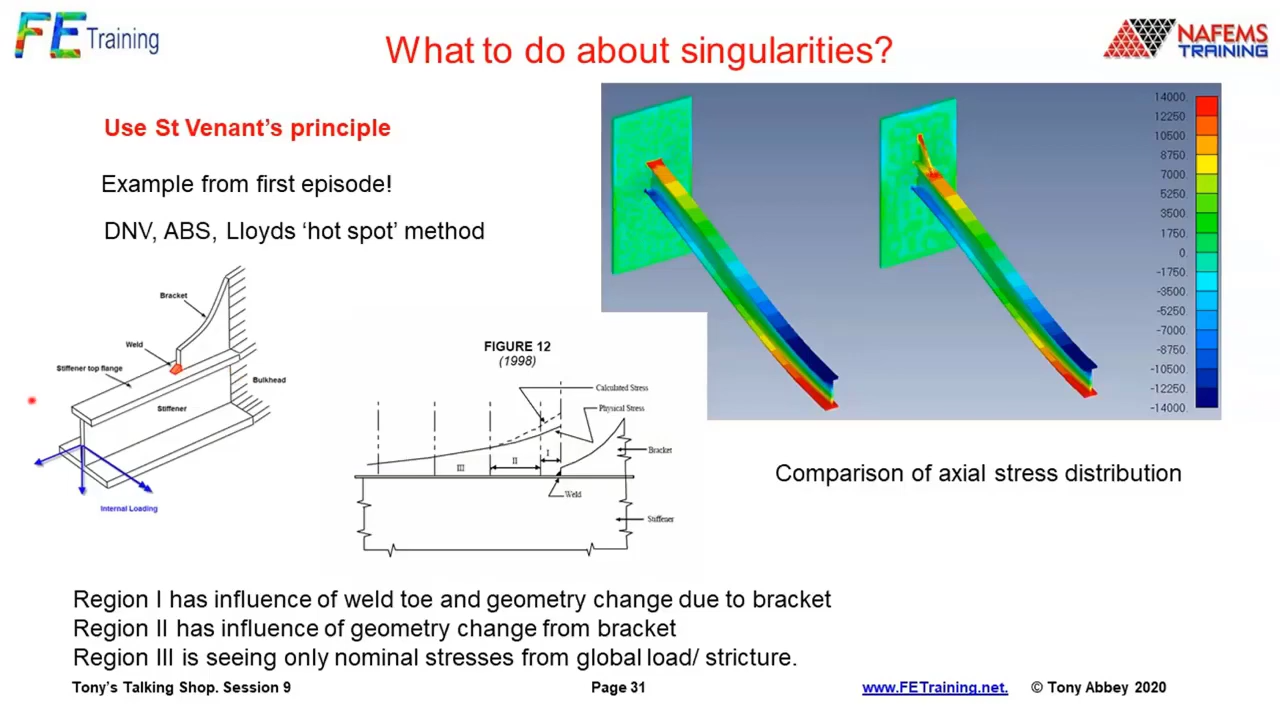 FE Training
What to do about singularities?
NAFEMS
TRAINING
Use St Venant's principle
Example from first episode!
DNV, ABS, Lloyds 'hot spot' method
Bracket
Weld
Stiffener top flange
Bulkhead
Stiffener
Internal Loading
FIGURE 12
(1998)
Calculated Stress
Physical Stress
Bracket
I
II
III
Weld
Stiffener
14000.
12250
10500
8750
7000
5250
3500
1750
0.
-1750
-3500
-5250
-7000
-8750
-10500
-12250
-14000.
Comparison of axial stress distribution
Region I has influence of weld toe and geometry change due to bracket
Region II has influence of geometry change from bracket
Region III is seeing only nominal stresses from global load/ stricture.
Tony's Talking Shop. Session 9
Page 31
www.FETraining.net.
© Tony Abbey 2020